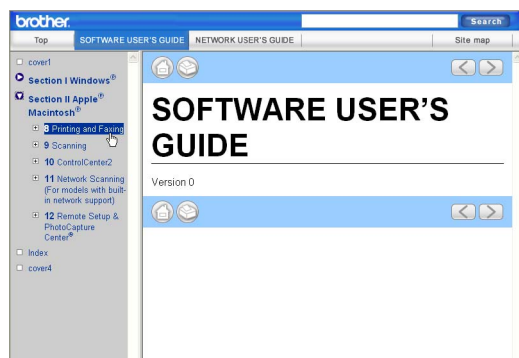 brother.
Search
Top
SOFTWARE USER'S GUIDE
NETWORK USER'S GUIDE
Site map
cover1
Section I Windows®
Section II Apple®
Macintosh®
8 Printing and Faxing
9 Scanning
10 ControlCenter2
11 Network Scanning
(For models with built-
in network support)
12 Remote Setup &
PhotoCapture
Center®
Index
cover4
SOFTWARE USER'S
GUIDE
Version 0